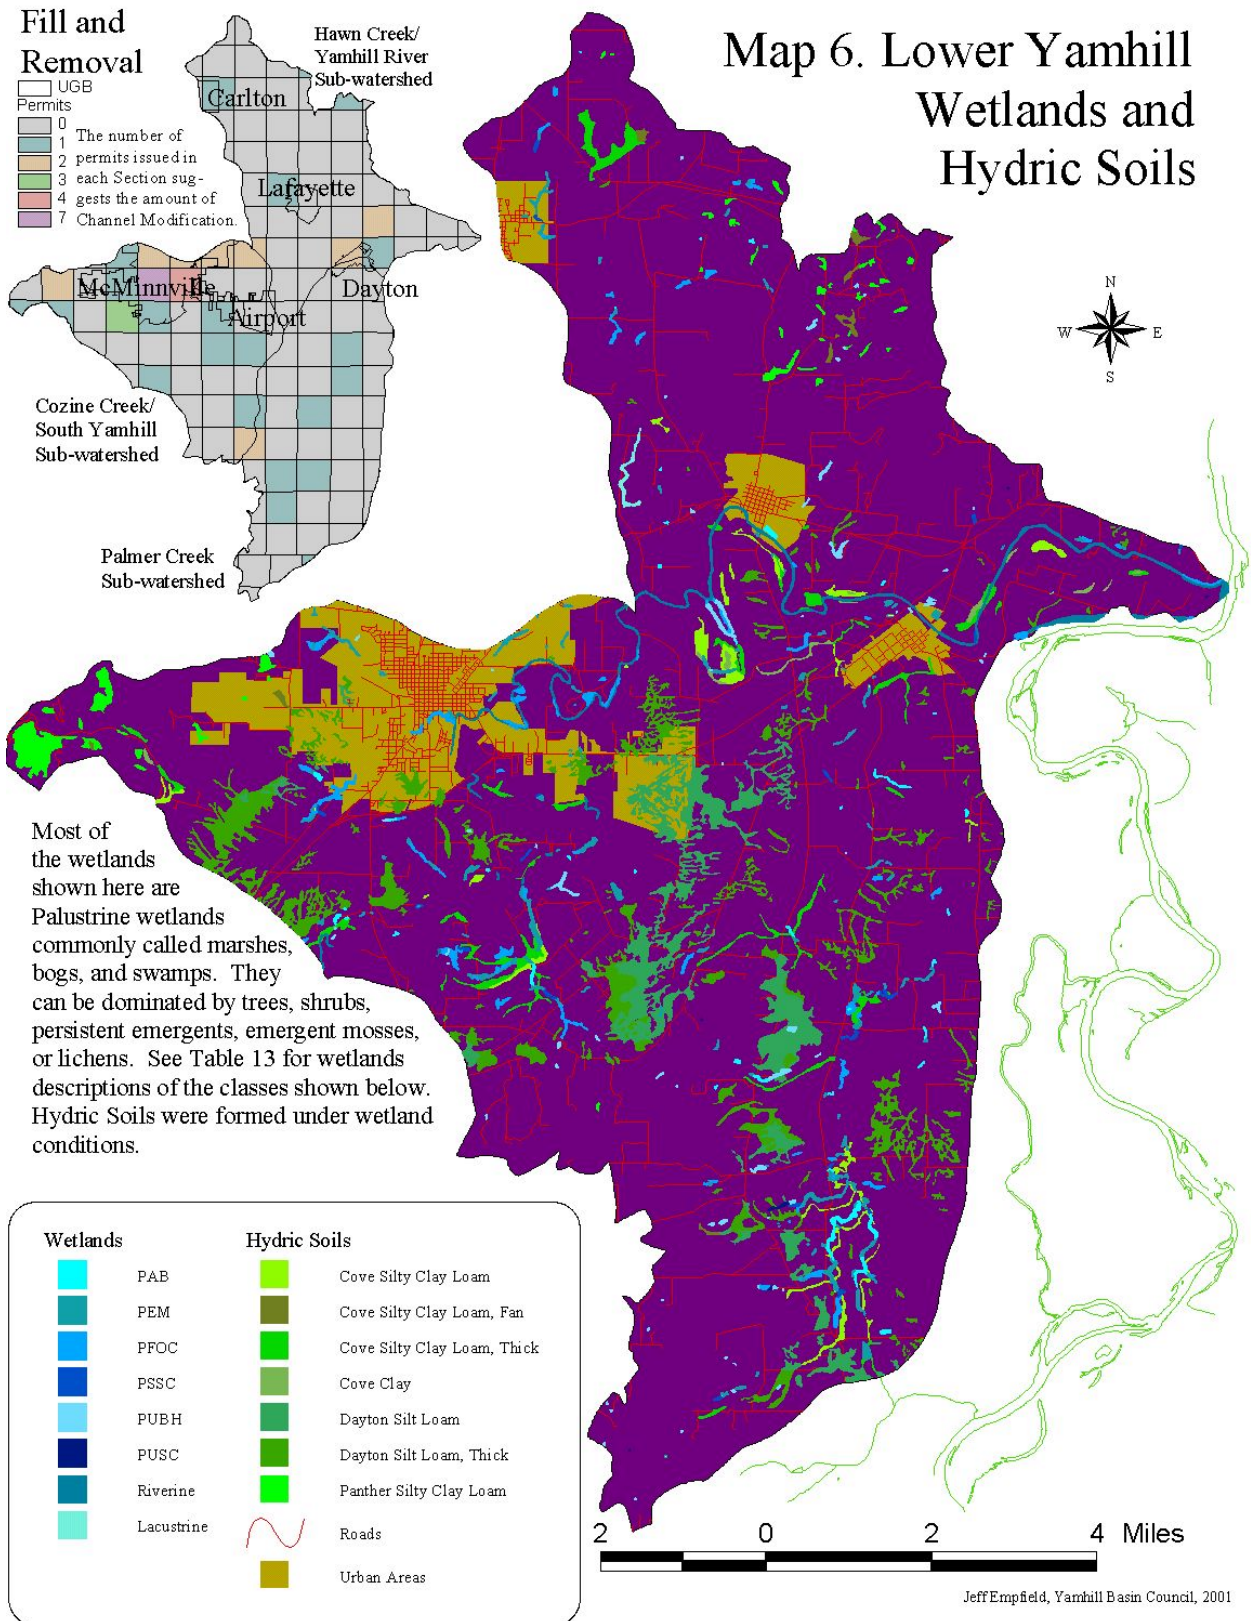 Fill and
Removal
UGB
Permits
0
1
2
3
4
7
The number of
permits issued in
each Section sug-
gests the amount of
Channel Modification.
Hawn Creek/
Yamhill River
Sub-watershed
Carlton
Lafayette
McMinnville
Dayton
Airport
Cozine Creek/
South Yamhill
Sub-watershed
Palmer Creek
Sub-watershed
Map 6. Lower Yamhill
Wetlands and
Hydric Soils
N
W E
S
Most of
the wetlands
shown here are
Palustrine wetlands
commonly called marshes,
bogs, and swamps. They
can be dominated by trees, shrubs,
persistent emergents, emergent mosses,
or lichens. See Table 13 for wetlands
descriptions of the classes shown below.
Hydric Soils were formed under wetland
conditions.
Wetlands
PAB
PEM
PFOC
PSSC
PUBH
PUSC
Riverine
Lacustrine
Hydric Soils
Cove Silty Clay Loam
Cove Silty Clay Loam, Fan
Cove Silty Clay Loam, Thick
Cove Clay
Dayton Silt Loam
Dayton Silt Loam, Thick
Panther Silty Clay Loam
Roads
Urban Areas
2 0 2 4 Miles
Jeff Empfield, Yamhill Basin Council, 2001